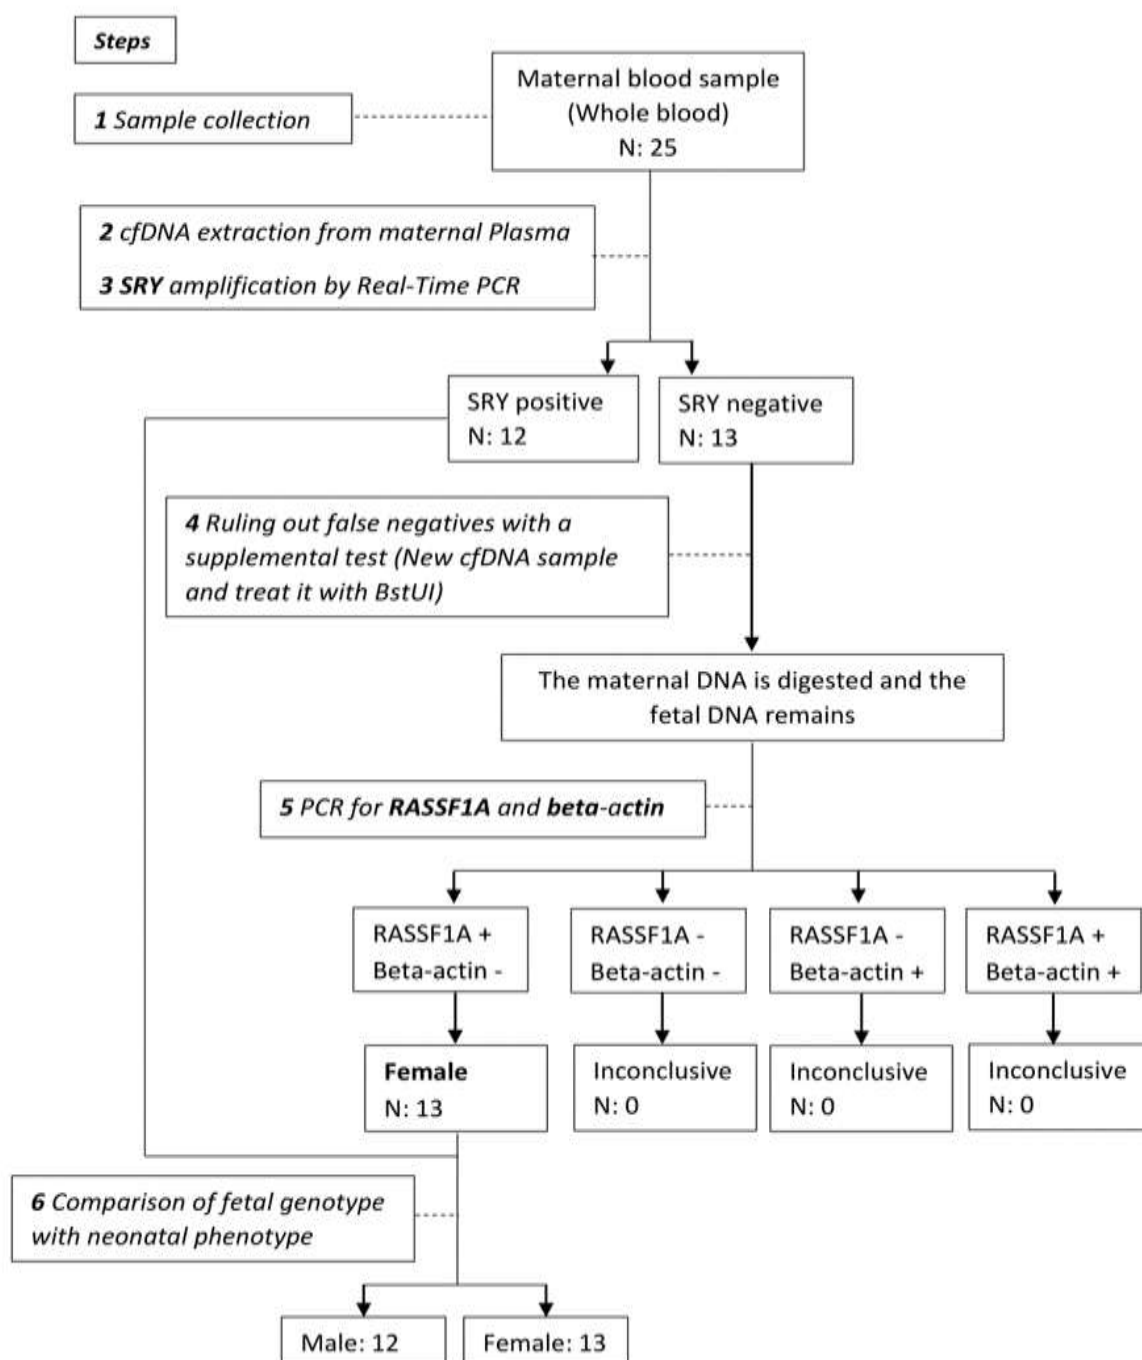 Steps
Maternal blood sample
(Whole blood)
N: 25
1 Sample collection
2 cfDNA extraction from maternal Plasma
3 SRY amplification by Real-Time PCR
SRY positive
N: 12
SRY negative
N: 13
4 Ruling out false negatives with a
supplemental test (New cfDNA sample
and treat it with BstUI)
The maternal DNA is digested and the
fetal DNA remains
5 PCR for RASSF1A and beta-actin
RASSF1A +
Beta-actin -
RASSF1A -
Beta-actin -
RASSF1A -
Beta-actin +
RASSF1A +
Beta-actin +
Female
N: 13
Inconclusive
N: 0
Inconclusive
N: 0
Inconclusive
N: 0
6 Comparison of fetal genotype
with neonatal phenotype
Male: 12
Female: 13